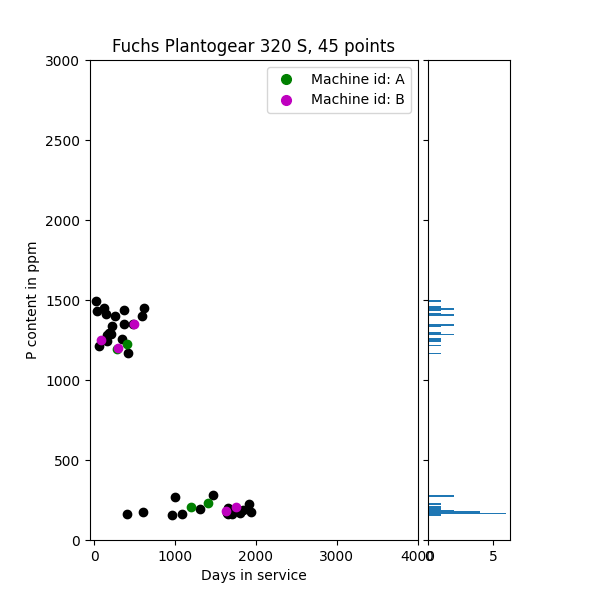 Fuchs Plantogear 320 S, 45 points
Machine id: A
Machine id: B
P content in ppm
3000
2500
2000
1500
1000
500
0
0
1000
2000
3000
4000
0
5
Days in service